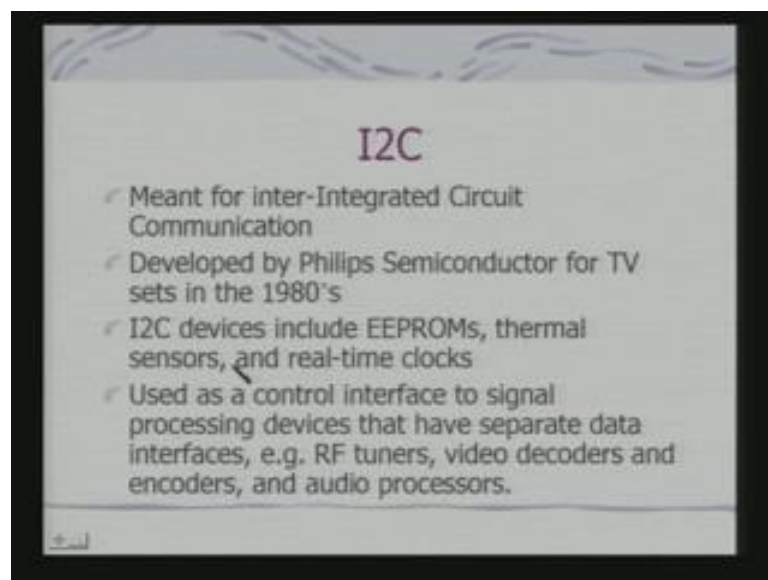 I2C
Meant for inter-Integrated Circuit
Communication
Developed by Philips Semiconductor for TV
sets in the 1980's
I2C devices include EEPROMs, thermal
sensors, and real-time clocks
Used as a control interface to signal
processing devices that have separate data
interfaces, e.g. RF tuners, video decoders and
encoders, and audio processors.